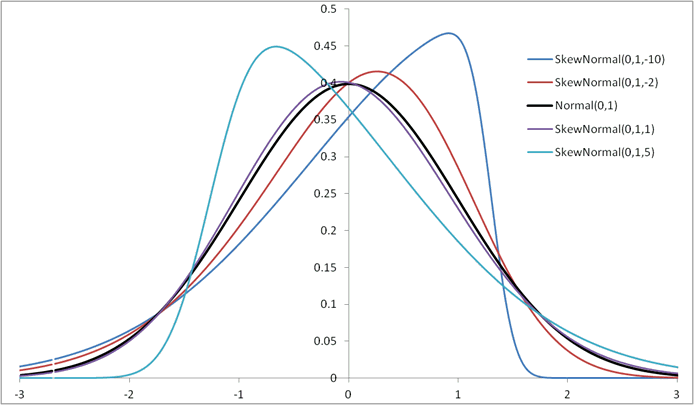 0.5
0.45
0.4
0.35
0.3
0.25
0.2
0.15
0.1
0.05
0
-3 -2 -1 0 1 2 3
SkewNormal(0,1,-10)
SkewNormal(0,1,-2)
Normal(0,1)
SkewNormal(0,1,1)
SkewNormal(0,1,5)